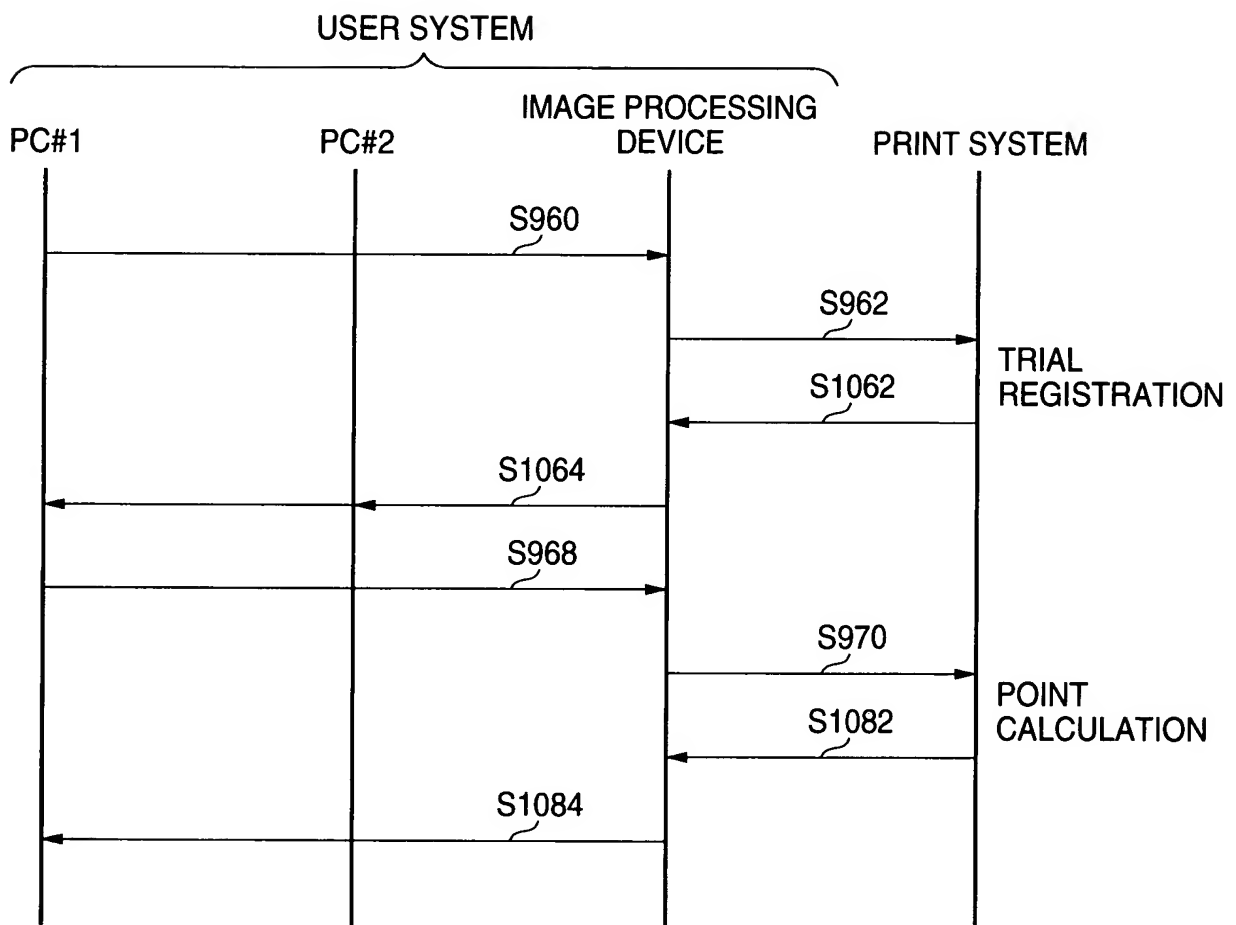 USER SYSTEM
IMAGE PROCESSING
DEVICE
PC#1
PC#2
PRINT SYSTEM
S960
S962
TRIAL
REGISTRATION
S1062
S1064
S968
S970
POINT
CALCULATION
S1082
S1084